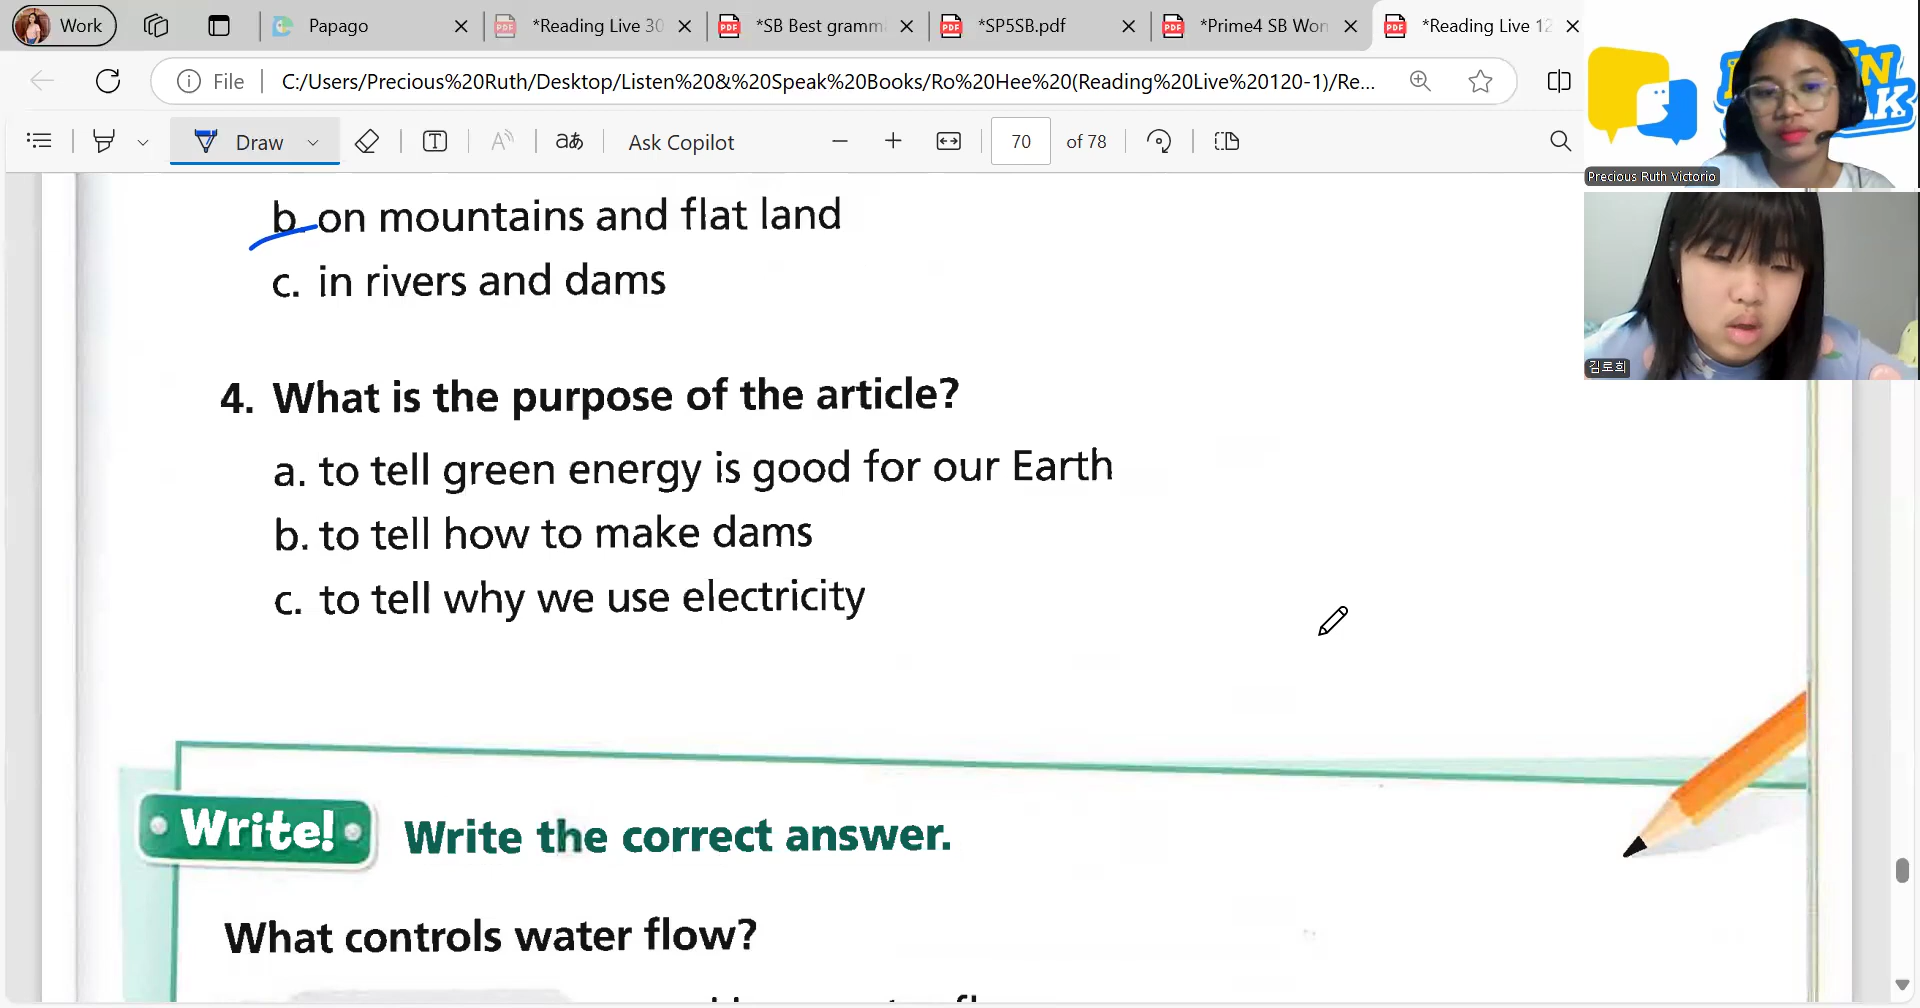 Work
Papago
*Reading Live 30
*SB Best gramm
*SP5SB.pdf
*Prime4 SB Won
*Reading Live 12
File
C:/Users/Precious%20Ruth/Desktop/Listen%20&%20Speak%20Books/Ro%20Hee%20(Reading%20Live%20120-1)/Re...
Draw
Ask Copilot
70 of 78
Precious Ruth Victorio
김로희
b. on mountains and flat land
c. in rivers and dams
4. What is the purpose of the article?
a. to tell green energy is good for our Earth
b. to tell how to make dams
c. to tell why we use electricity
Write! Write the correct answer.
What controls water flow?